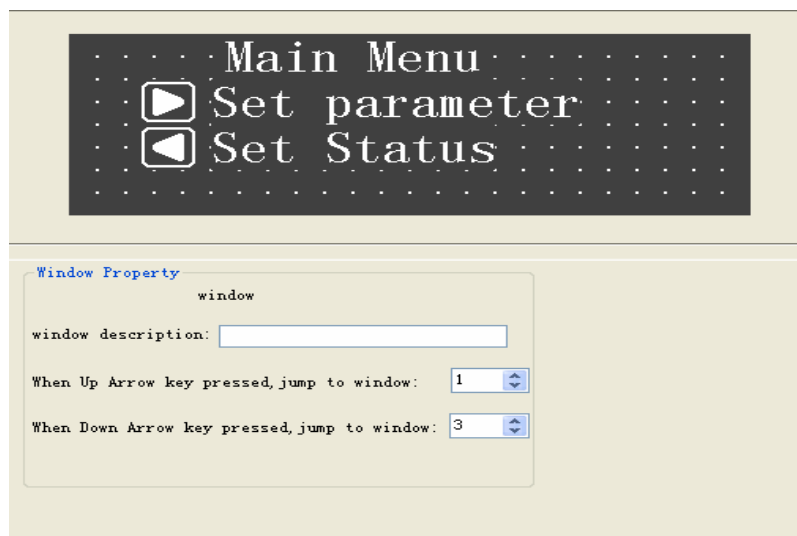 Main Menu
Set parameter
Set Status
Window Property
window
window description:
When Up Arrow key pressed,jump to window: 1
When Down Arrow key pressed,jump to window: 3